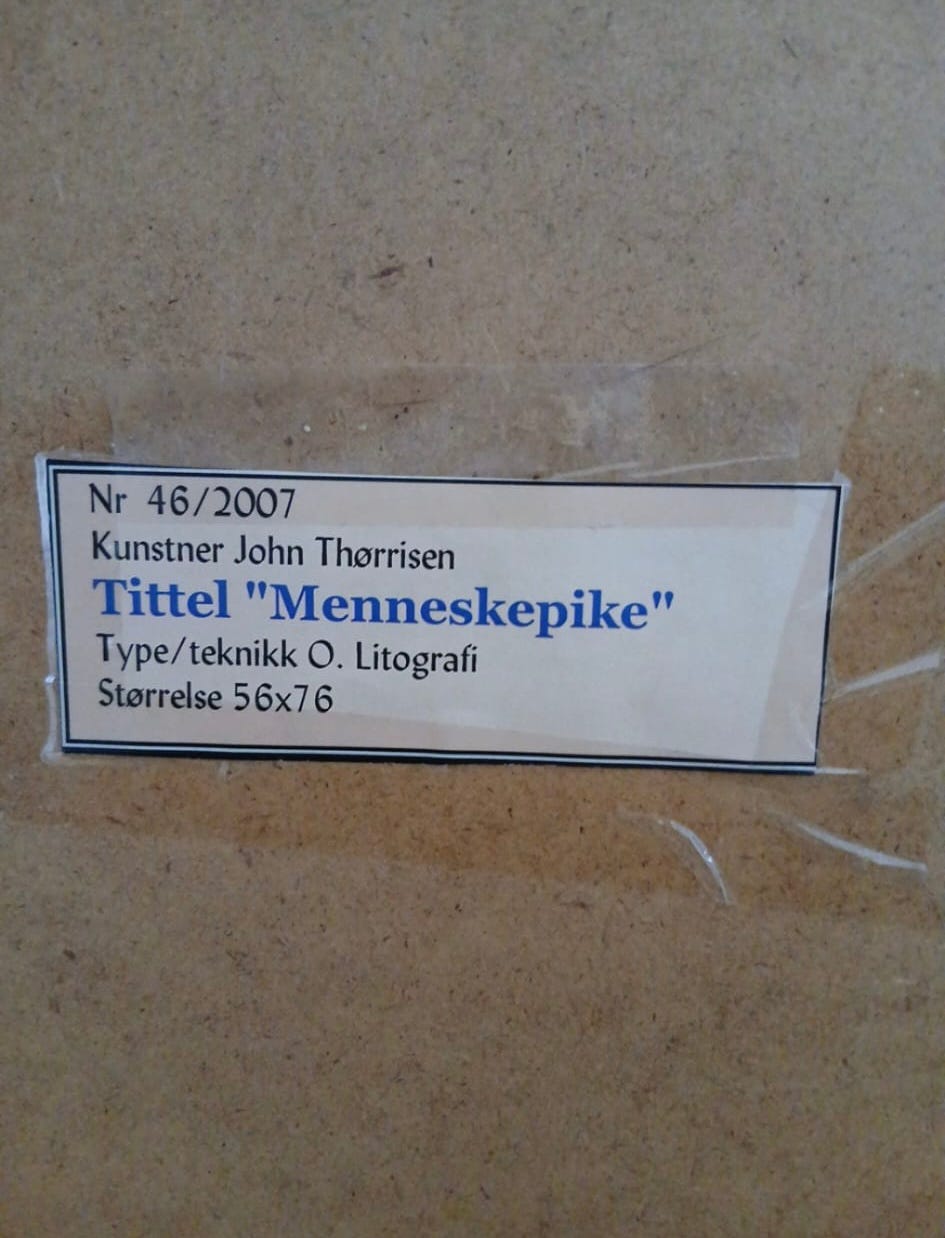 Nr 46/2007
Kunstner John Thørrisen
Tittel "Menneskepike"
Type/teknikk O. Litografi
Størrelse 56x76